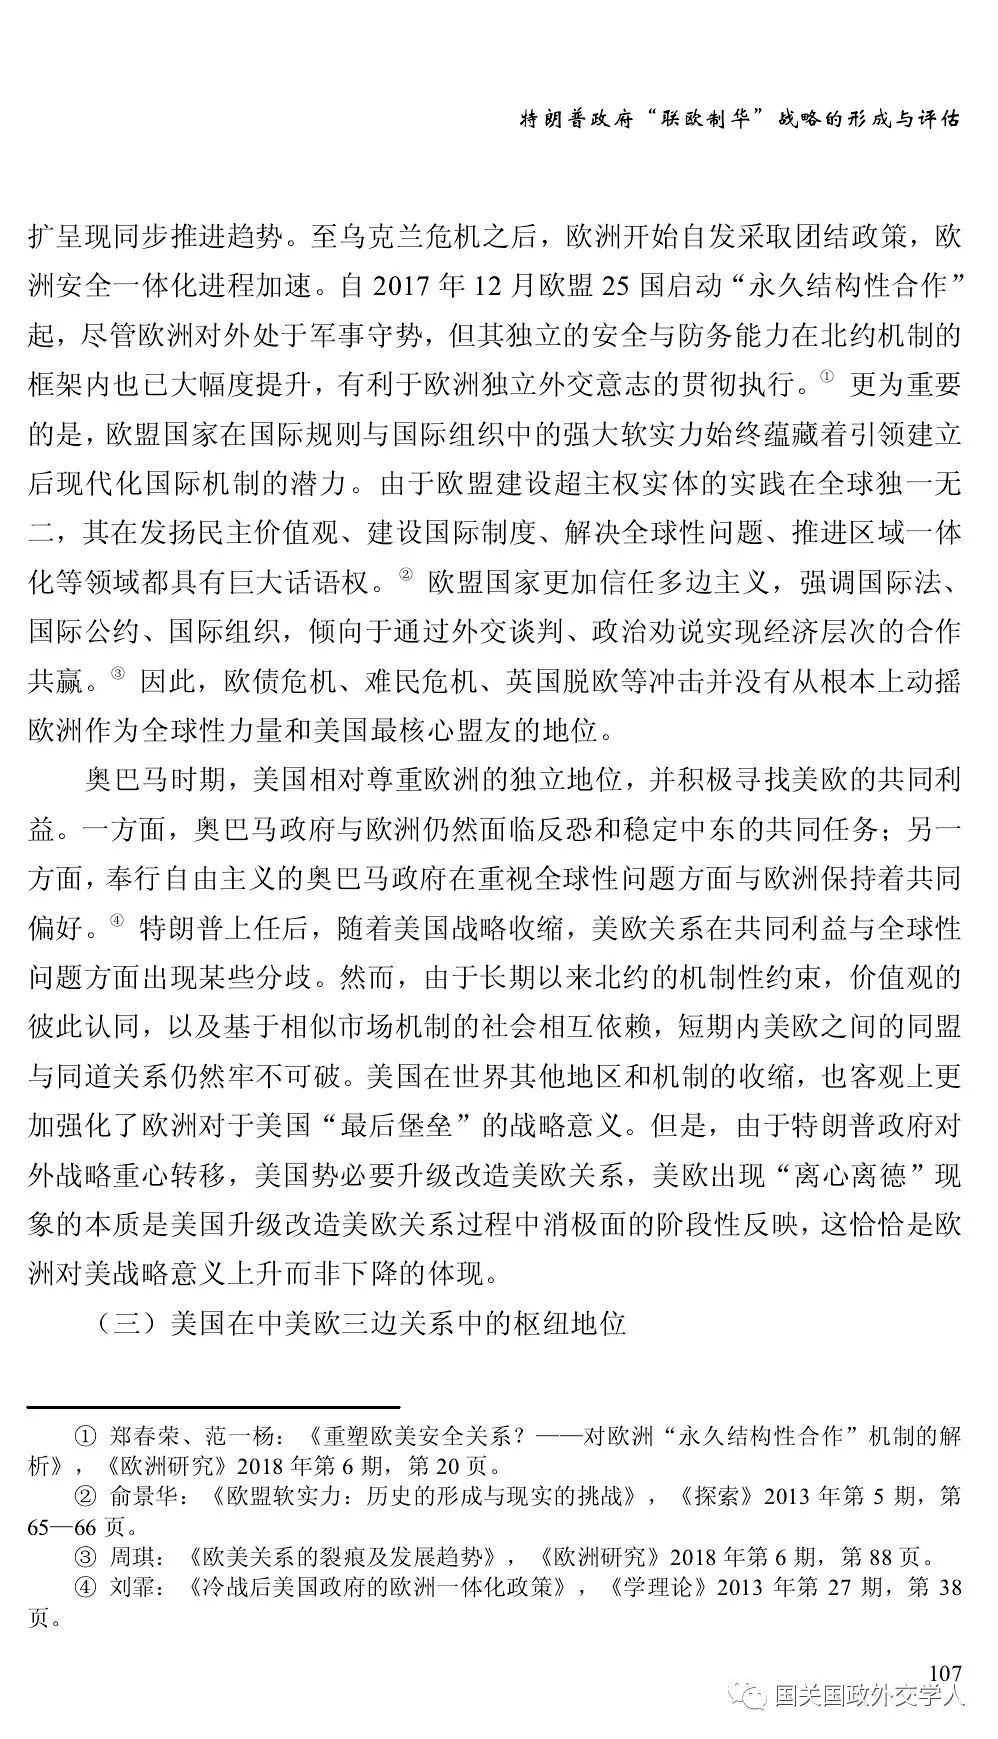 特朗普政府“联欧制华”战略的形成与评估
扩呈现同步推进趋势。至乌克兰危机之后，欧洲开始自发采取团结政策，欧
洲安全一体化进程加速。自 2017 年 12 月欧盟 25 国启动“永久结构性合作”
起，尽管欧洲对外处于军事守势，但其独立的安全与防务能力在北约机制的
框架内也已大幅度提升，有利于欧洲独立外交意志的贯彻执行。① 更为重要
的是，欧盟国家在国际规则与国际组织中的强大软实力始终蕴藏着引领建立
后现代化国际机制的潜力。由于欧盟建设超主权实体的实践在全球独一无
二，其在发扬民主价值观、建设国际制度、解决全球性问题、推进区域一体
化等领域都具有巨大话语权。② 欧盟国家更加信任多边主义，强调国际法、
国际公约、国际组织，倾向于通过外交谈判、政治劝说实现经济层次的合作
共赢。③ 因此，欧债危机、难民危机、英国脱欧等冲击并没有从根本上动摇
欧洲作为全球性力量和美国最核心盟友的地位。
奥巴马时期，美国相对尊重欧洲的独立地位，并积极寻找美欧的共同利
益。一方面，奥巴马政府与欧洲仍然面临反恐和稳定中东的共同任务；另一
方面，奉行自由主义的奥巴马政府在重视全球性问题方面与欧洲保持着共同
偏好。④ 特朗普上任后，随着美国战略收缩，美欧关系在共同利益与全球性
问题方面出现某些分歧。然而，由于长期以来北约的机制性约束，价值观的
彼此认同，以及基于相似市场机制的社会相互依赖，短期内美欧之间的同盟
与同道关系仍然牢不可破。美国在世界其他地区和机制的收缩，也客观上更
加强化了欧洲对于美国“最后堡垒”的战略意义。但是，由于特朗普政府对
外战略重心转移，美国势必要升级改造美欧关系，美欧出现“离心离德”现
象的本质是美国升级改造美欧关系过程中消极面的阶段性反映，这恰恰是欧
洲对美战略意义上升而非下降的体现。
（三）美国在中美欧三边关系中的枢纽地位
① 郑春荣、范一杨：《重塑欧美安全关系？——对欧洲“永久结构性合作”机制的解
析》，《欧洲研究》2018 年第 6 期，第 20 页。
② 俞景华：《欧盟软实力：历史的形成与现实的挑战》，《探索》2013 年第 5 期，第
65—66 页。
③ 周琪：《欧美关系的裂痕及发展趋势》，《欧洲研究》2018 年第 6 期，第 88 页。
④ 刘霏：《冷战后美国政府的欧洲一体化政策》，《学理论》2013 年第 27 期，第 38
页。
107
国关国政外交学人